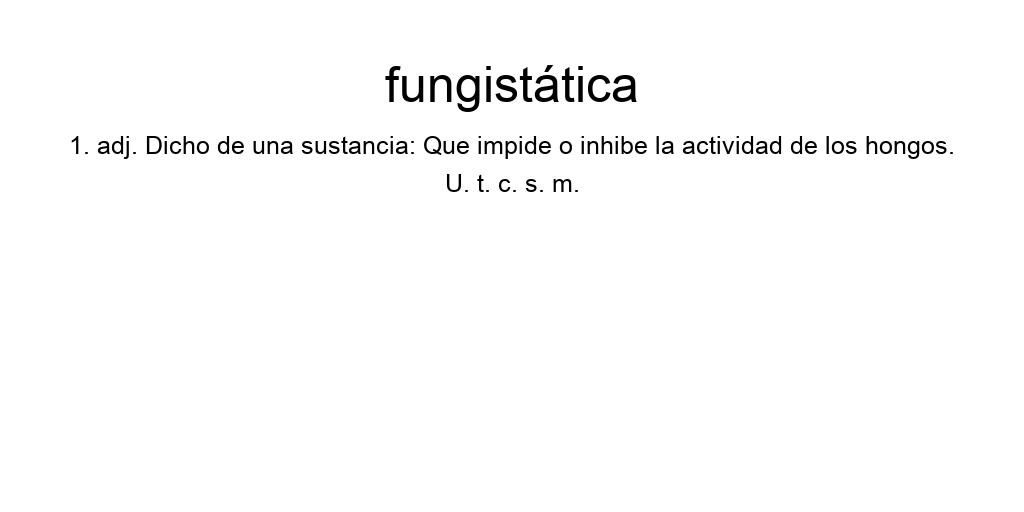 fungistática
1. adj. Dicho de una sustancia: Que impide o inhibe la actividad de los hongos.
U. t. c. s. m.